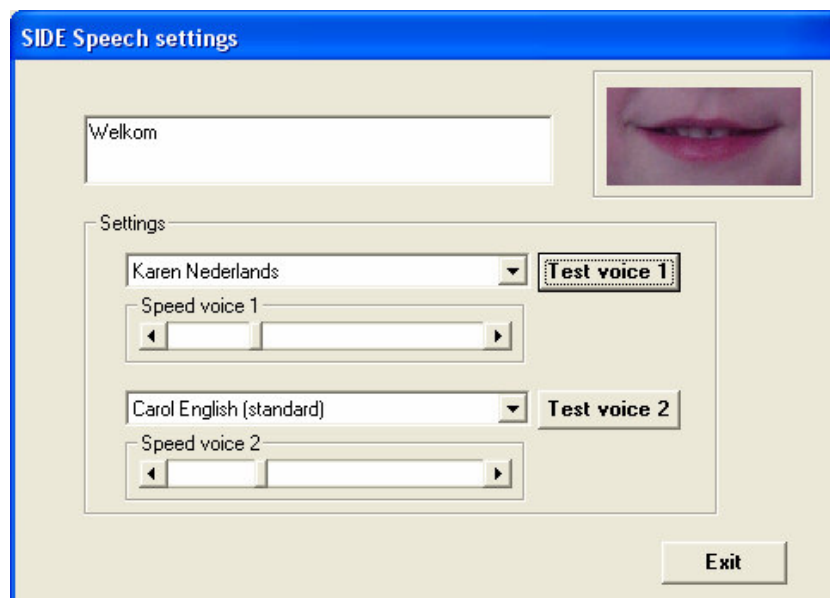 SIDE Speech settings
Welkom
Settings
Karen Nederlands
Test voice 1
Speed voice 1
Carol English (standard)
Test voice 2
Speed voice 2
Exit